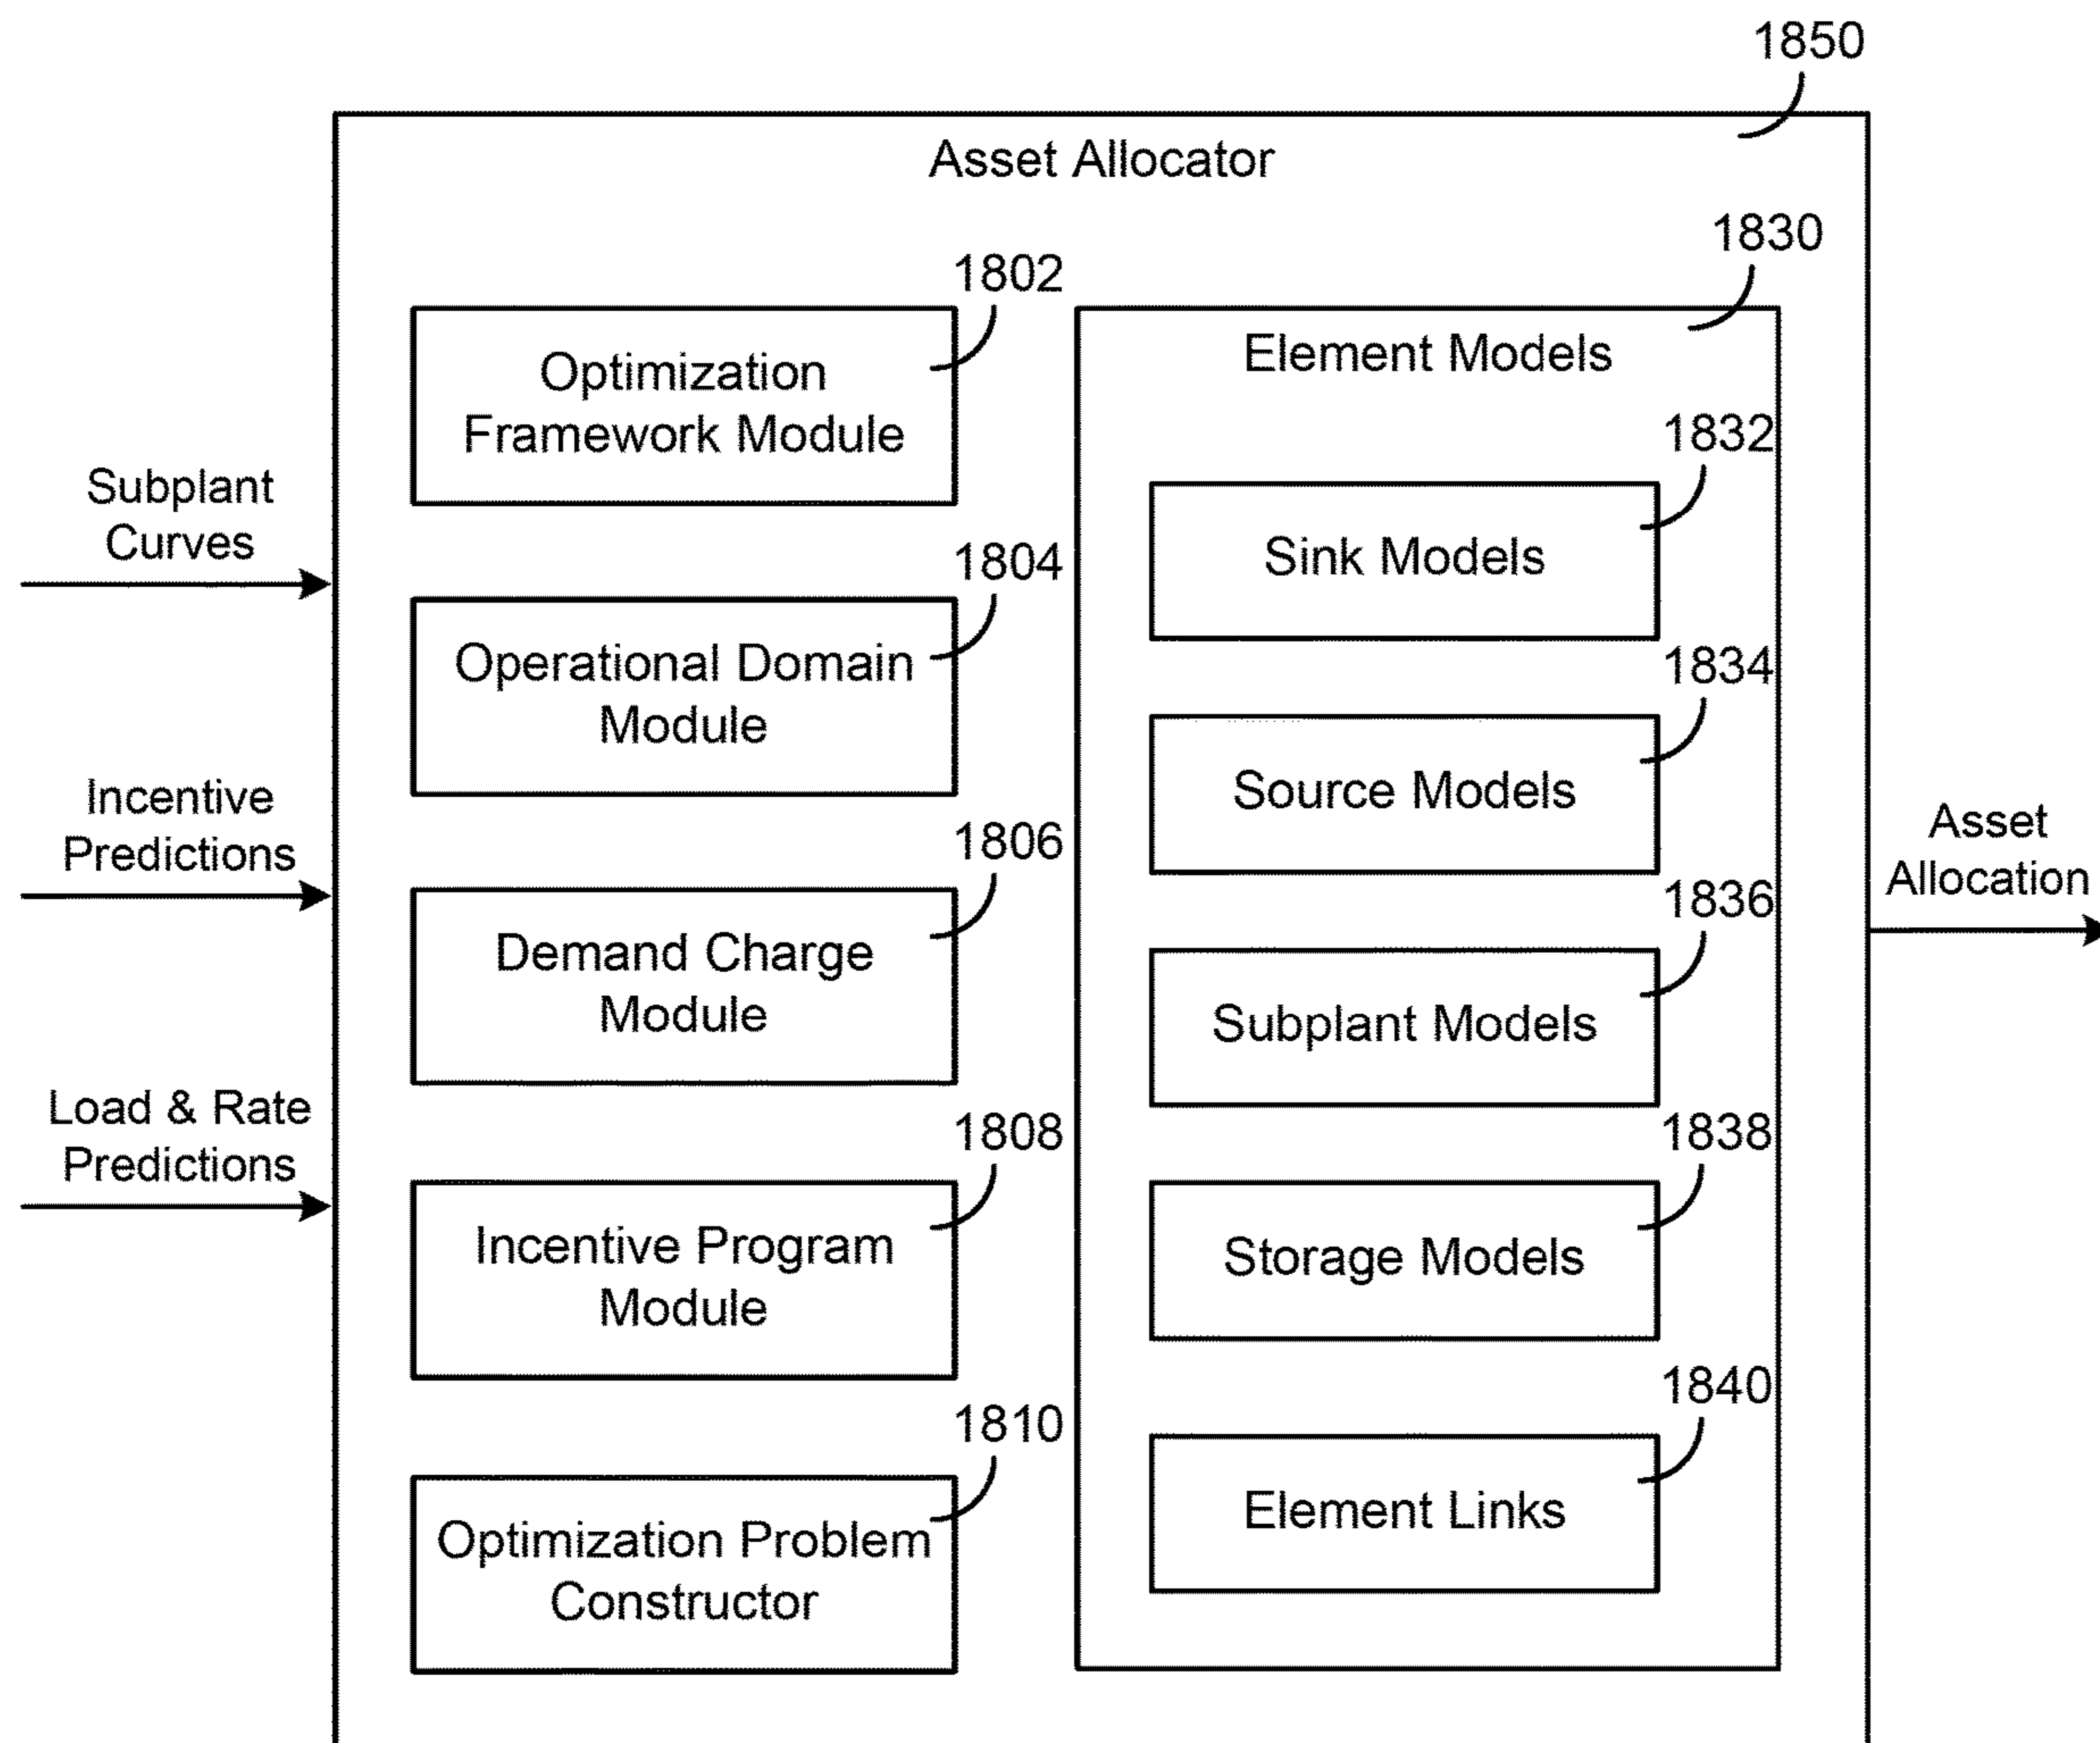 1850
Asset Allocator
1830
1802
Optimization
Framework Module
Element Models
1832
Sink Models
Subplant
Curves
1804
Operational Domain
Module
1834
Source Models
Incentive
Predictions
1806
Demand Charge
Module
1836
Subplant Models
Asset
Allocation
Load & Rate
Predictions
1808
Incentive Program
Module
1838
Storage Models
1810
Optimization Problem
Constructor
1840
Element Links